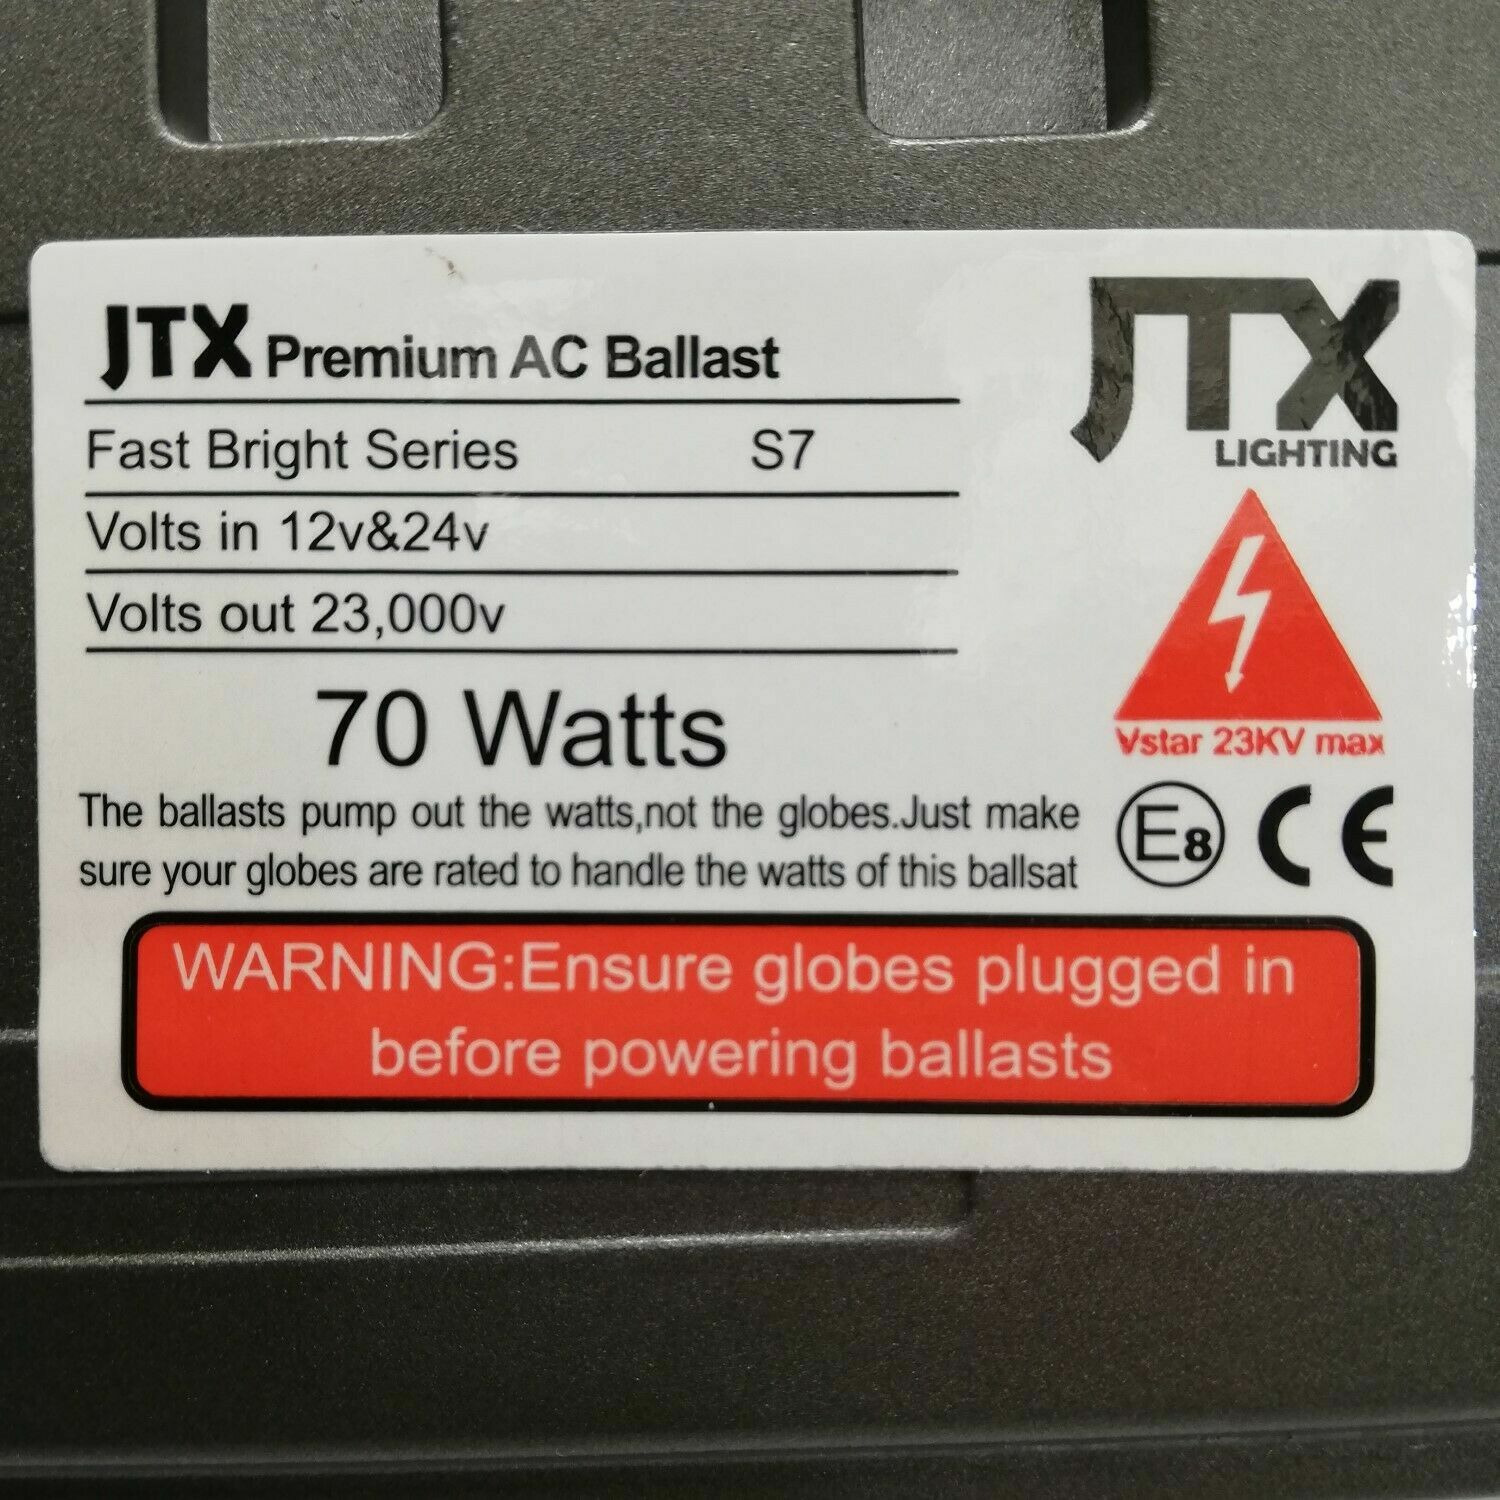 JTX Premium AC Ballast
JTX
LIGHTING
Fast Bright Series S7
Volts in 12v&24v
Volts out 23,000v
70 Watts
Vstar 23KV max
The ballasts pump out the watts,not the globes.Just make
sure your globes are rated to handle the watts of this ballsat
E8 CE
WARNING:Ensure globes plugged in
before powering ballasts